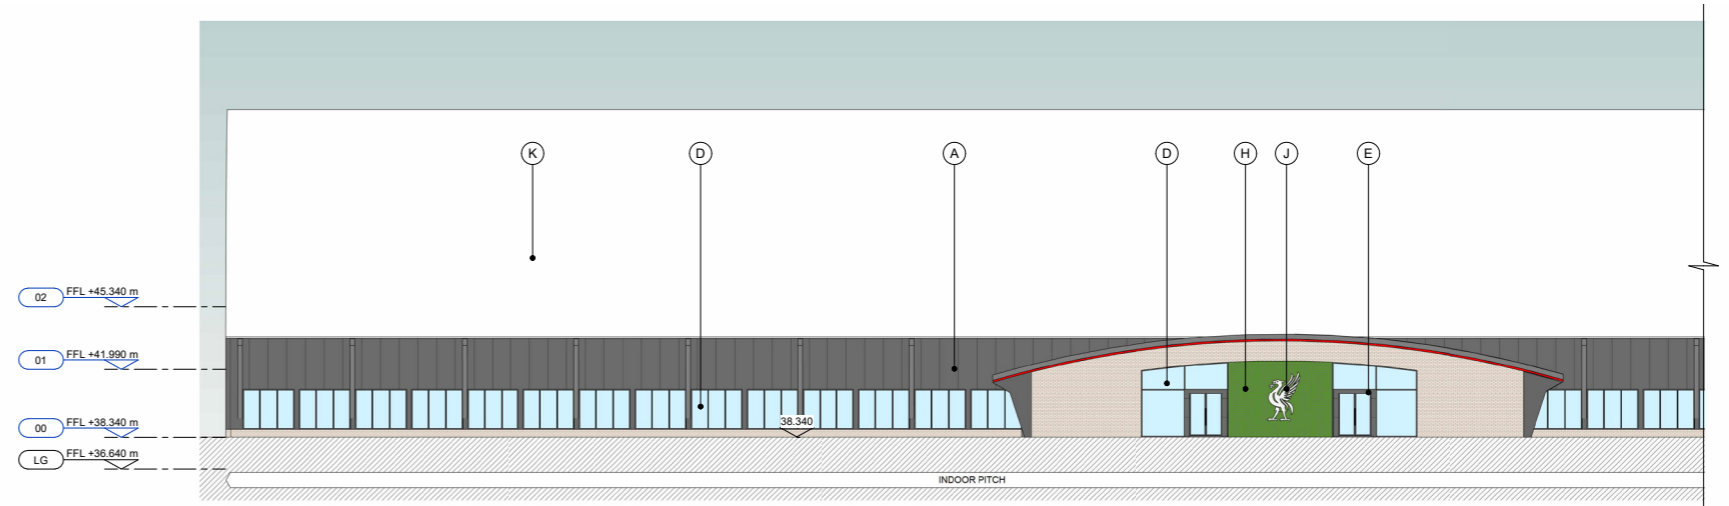 K D A D H J E
02 FFL +45.340 m
01 FFL +41.990 m
00 FFL +38.340 m
38.340
LG FFL +36.640 m
INDOOR PITCH